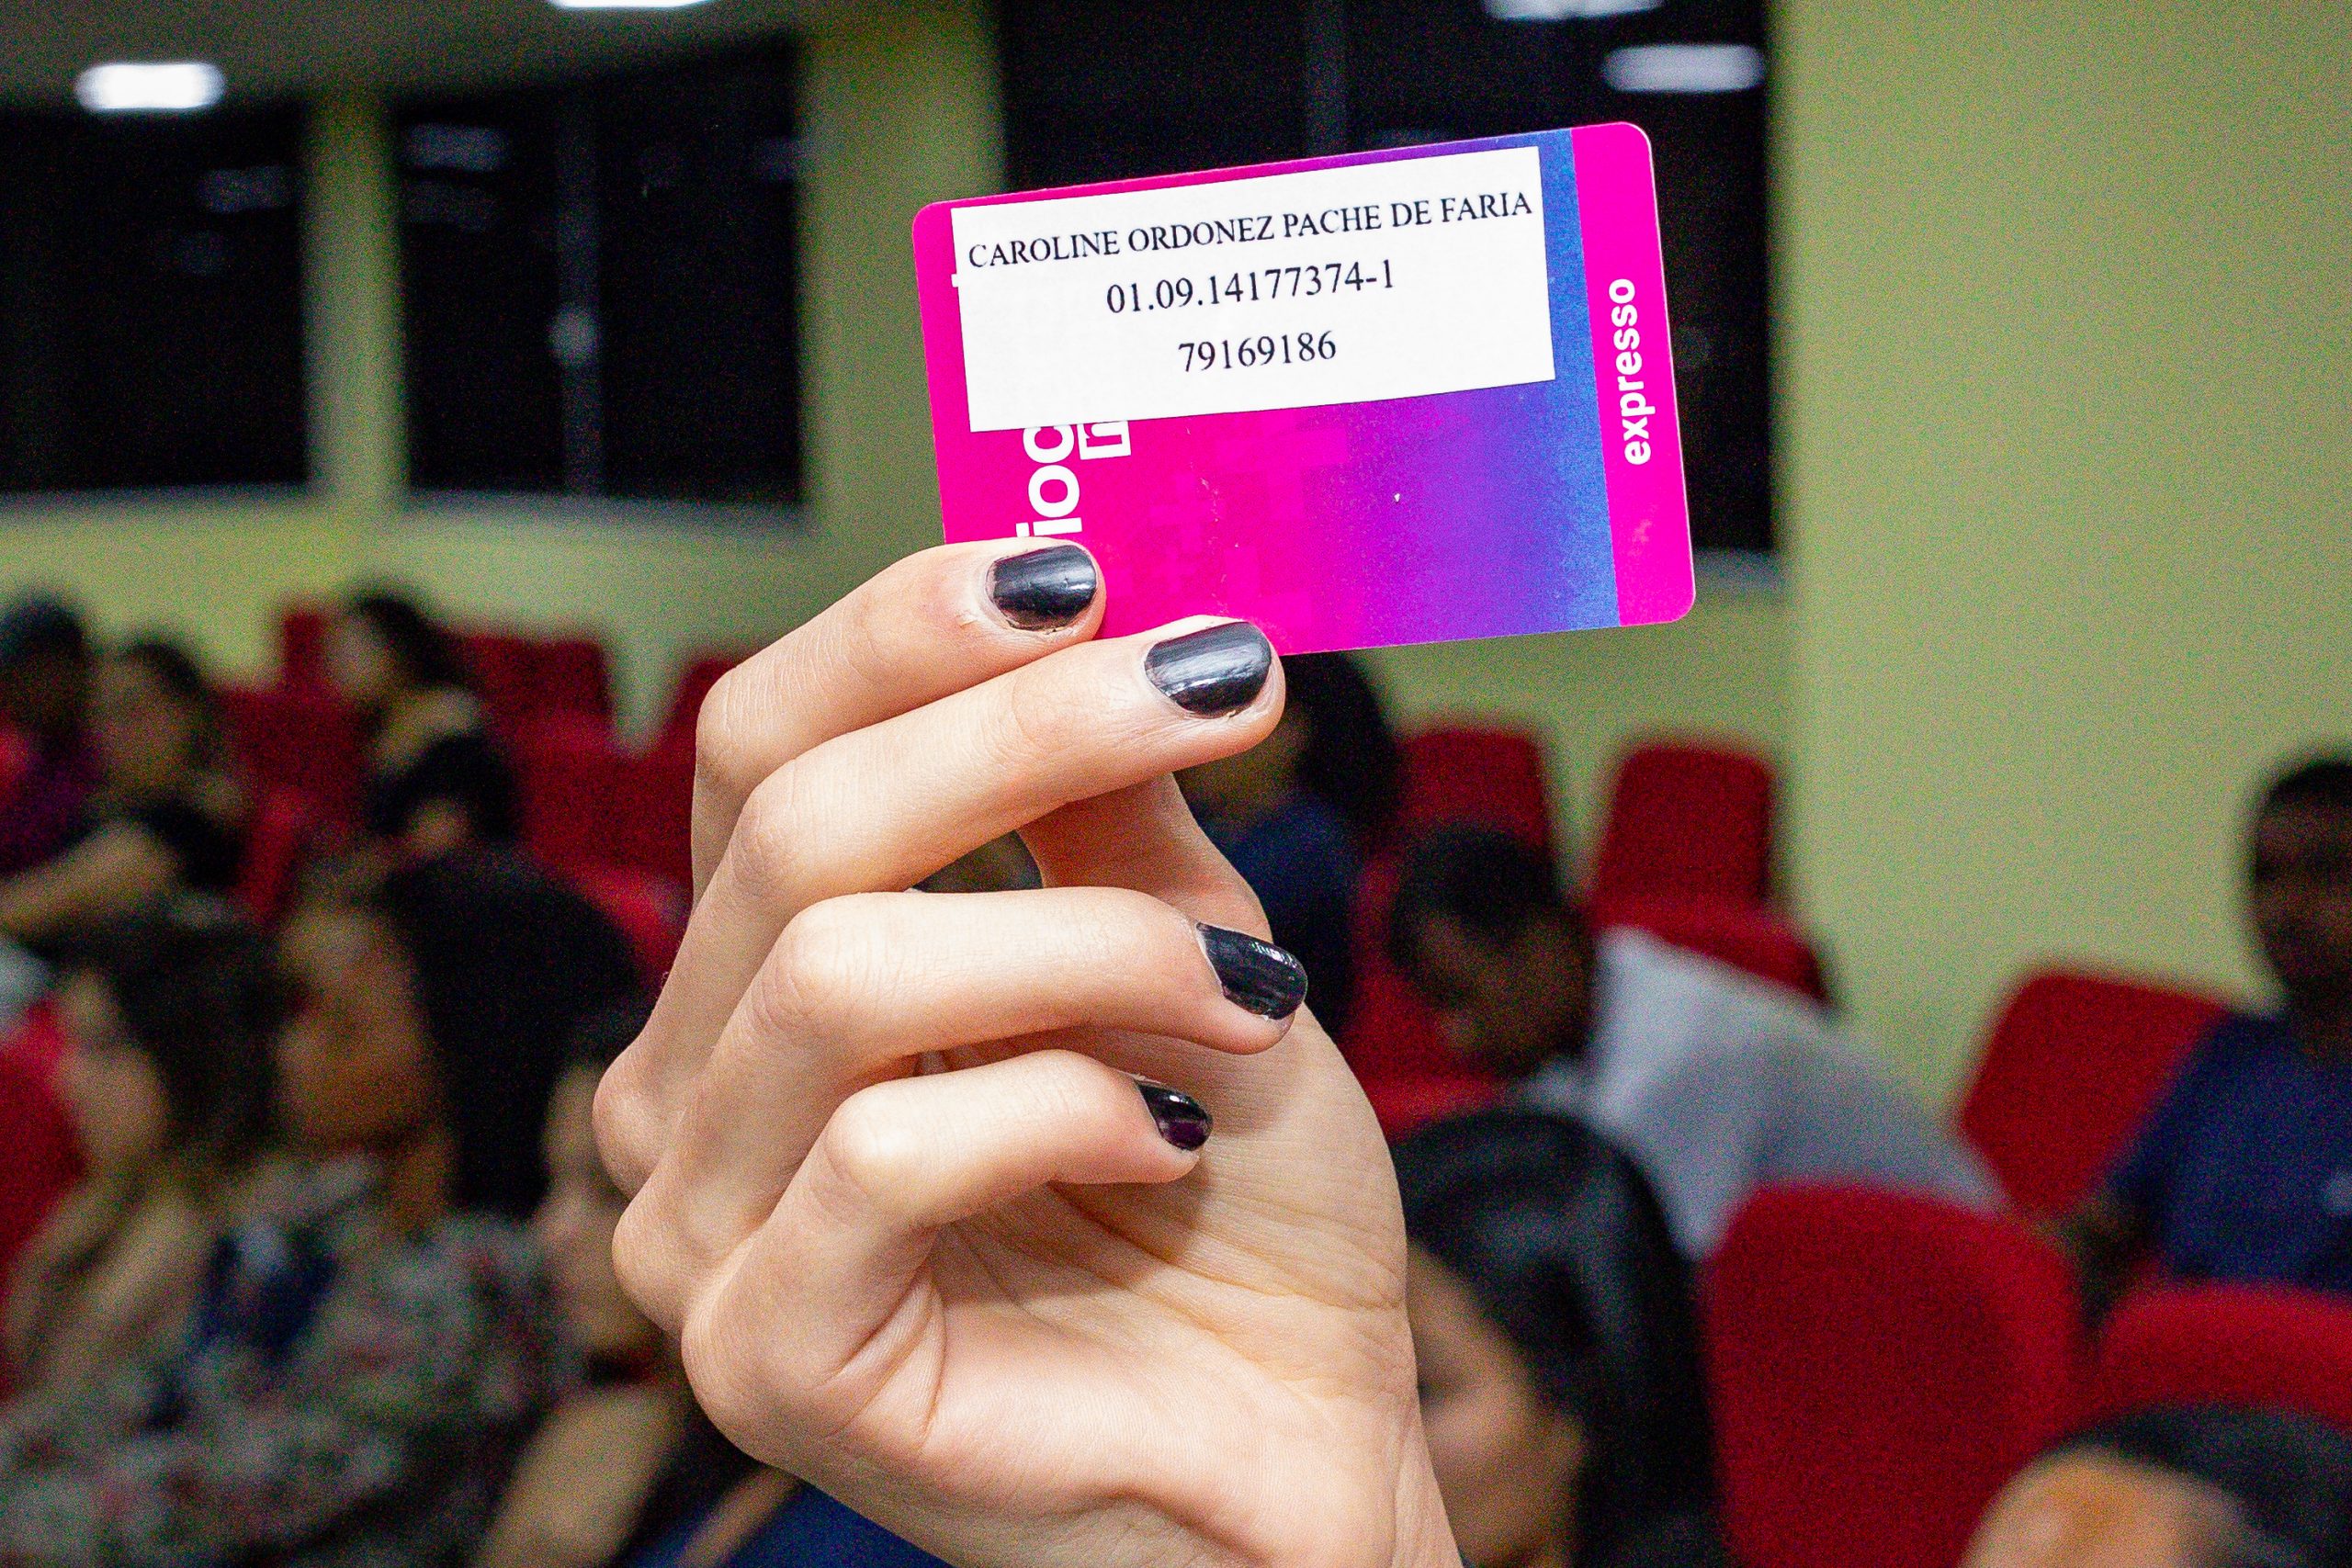 CAROLINE ORDONEZ PACHE DE FARIA
01.09.14177374-1
79169186
expresso